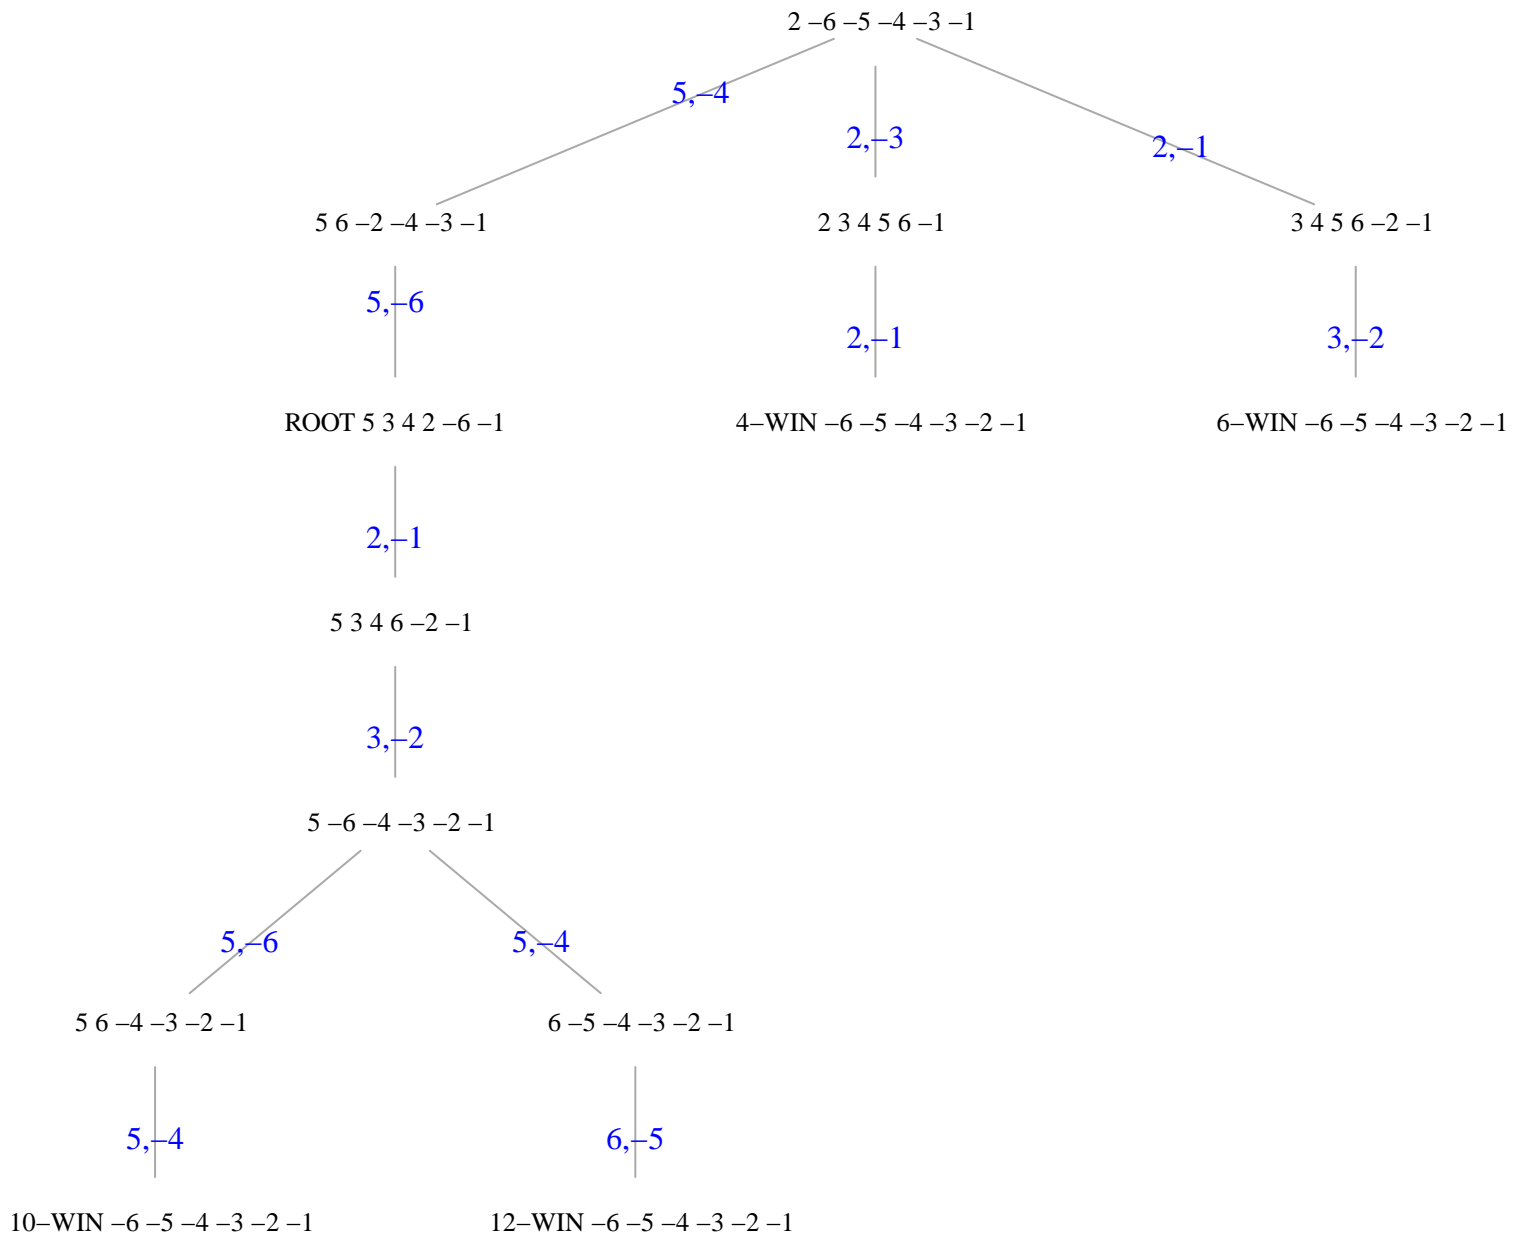 2 –6 –5 –4 –3 –1
5,–4
2,–3
2,–1
5 6 –2 –4 –3 –1
2 3 4 5 6 –1
3 4 5 6 –2 –1
5,–6
2,–1
3,–2
ROOT 5 3 4 2 –6 –1
4–WIN –6 –5 –4 –3 –2 –1
6–WIN –6 –5 –4 –3 –2 –1
2,–1
5 3 4 6 –2 –1
3,–2
5 –6 –4 –3 –2 –1
5,–6
5,–4
5 6 –4 –3 –2 –1
6 –5 –4 –3 –2 –1
5,–4
6,–5
10–WIN –6 –5 –4 –3 –2 –1
12–WIN –6 –5 –4 –3 –2 –1